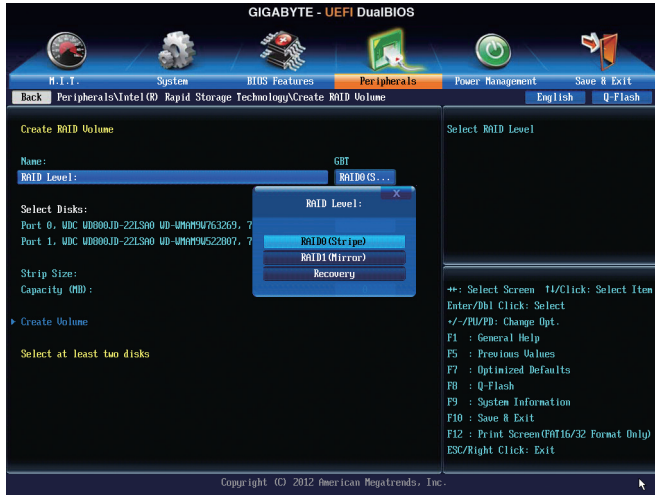 GIGABYTE - UEFI DualBIOS
M.I.T. System BIOS Features Peripherals Power Management Save & Exit
Back Peripherals\Intel(R) Rapid Storage Technology\Create RAID Volume English Q-Flash
Create RAID Volume
Name: GBT
RAID Level: RAID0(S...
Select Disks:
Port 0, WDC WD800JD-22LSA0 WD-WMAM9W763269, 7
Port 1, WDC WD800JD-22LSA0 WD-WMAM9W522807, 7
Strip Size:
Capacity (MB):
Create Volume
Select at least two disks
X
RAID Level:
RAID0(Stripe)
RAID1(Mirror)
Recovery
Select RAID Level
→←: Select Screen ↑↓/Click: Select Item
Enter/Dbl Click: Select
+/-/PU/PD: Change Opt.
F1 : General Help
F5 : Previous Values
F7 : Optimized Defaults
F8 : Q-Flash
F9 : System Information
F10 : Save & Exit
F12 : Print Screen(FAT16/32 Format Only)
ESC/Right Click: Exit
Copyright (C) 2012 American Megatrends, Inc.